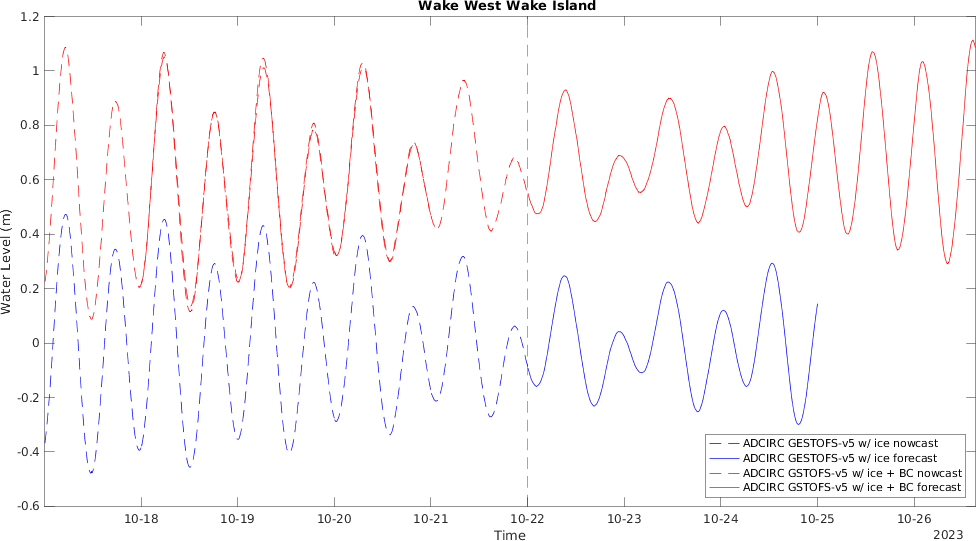 Wake West Wake Island
1.2
1
0.8
0.6
0.4
0.2
0
-0.2
-0.4
-0.6
Water Level (m)
ADCIRC GESTOFS-v5 w/ ice nowcast
ADCIRC GESTOFS-v5 w/ ice forecast
ADCIRC GSTOFS-v5 w/ ice + BC nowcast
ADCIRC GSTOFS-v5 w/ ice + BC forecast
10-18 10-19 10-20 10-21 10-22 10-23 10-24 10-25 10-26
Time
2023